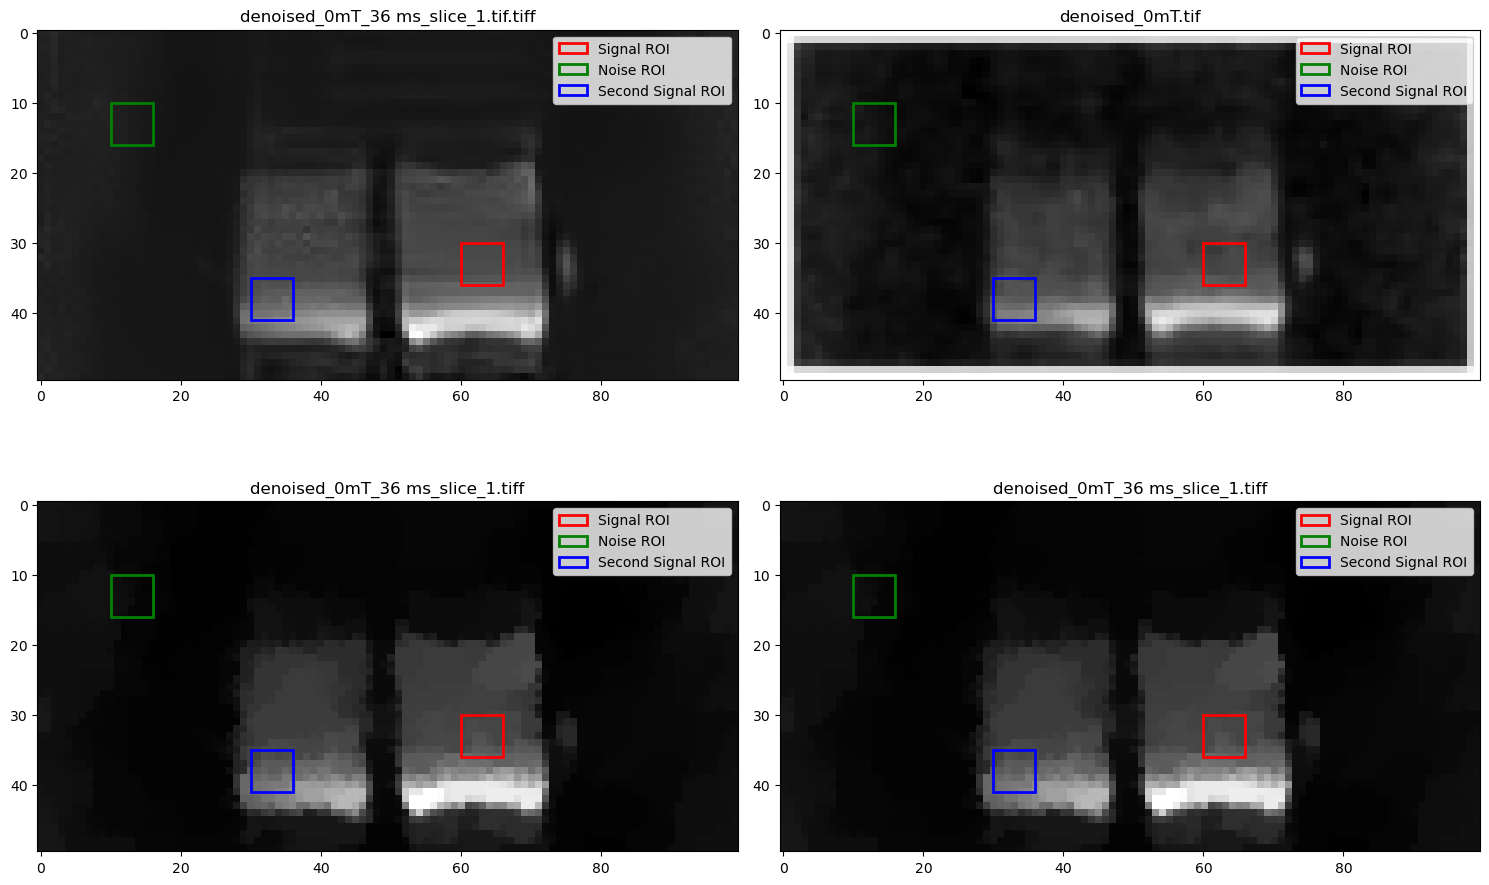 denoised_0mT_36 ms_slice_1.tif.tiff
Signal ROI
Noise ROI
Second Signal ROI
0
10
20
30
40
0 20 40 60 80
denoised_0mT.tif
Signal ROI
Noise ROI
Second Signal ROI
0
10
20
30
40
0 20 40 60 80
denoised_0mT_36 ms_slice_1.tiff
Signal ROI
Noise ROI
Second Signal ROI
0
10
20
30
40
0 20 40 60 80
denoised_0mT_36 ms_slice_1.tiff
Signal ROI
Noise ROI
Second Signal ROI
0
10
20
30
40
0 20 40 60 80